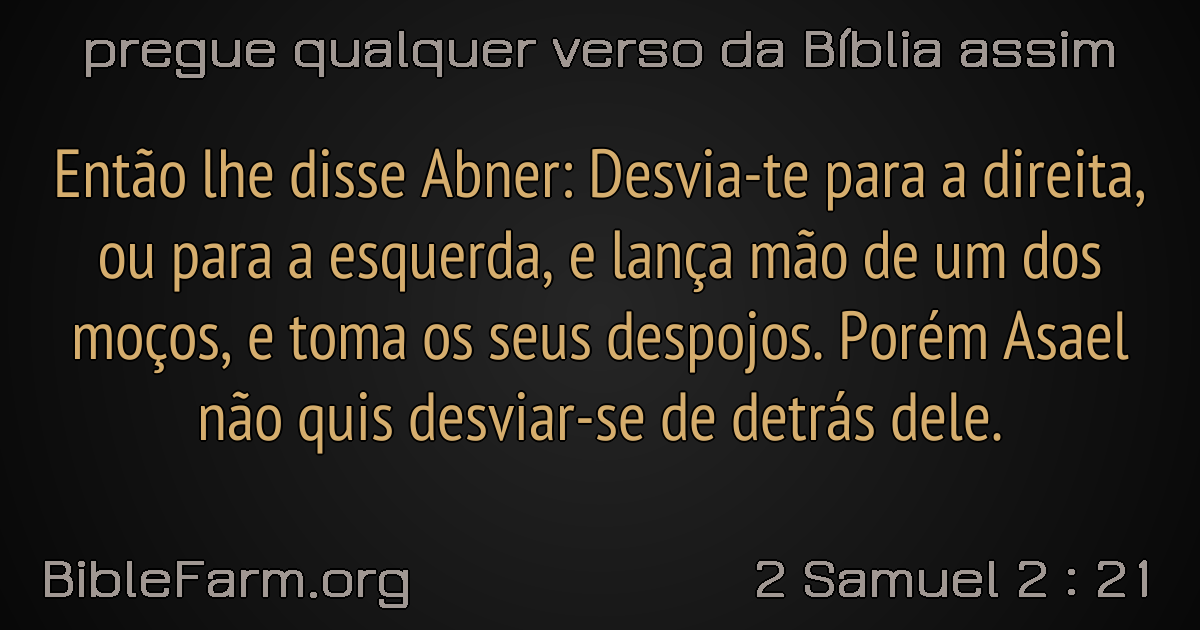 pregue qualquer verso da Bíblia assim
Então lhe disse Abner: Desvia-te para a direita,
ou para a esquerda, e lança mão de um dos
moços, e toma os seus despojos. Porém Asael
não quis desviar-se de detrás dele.
BibleFarm.org
2 Samuel 2 : 21